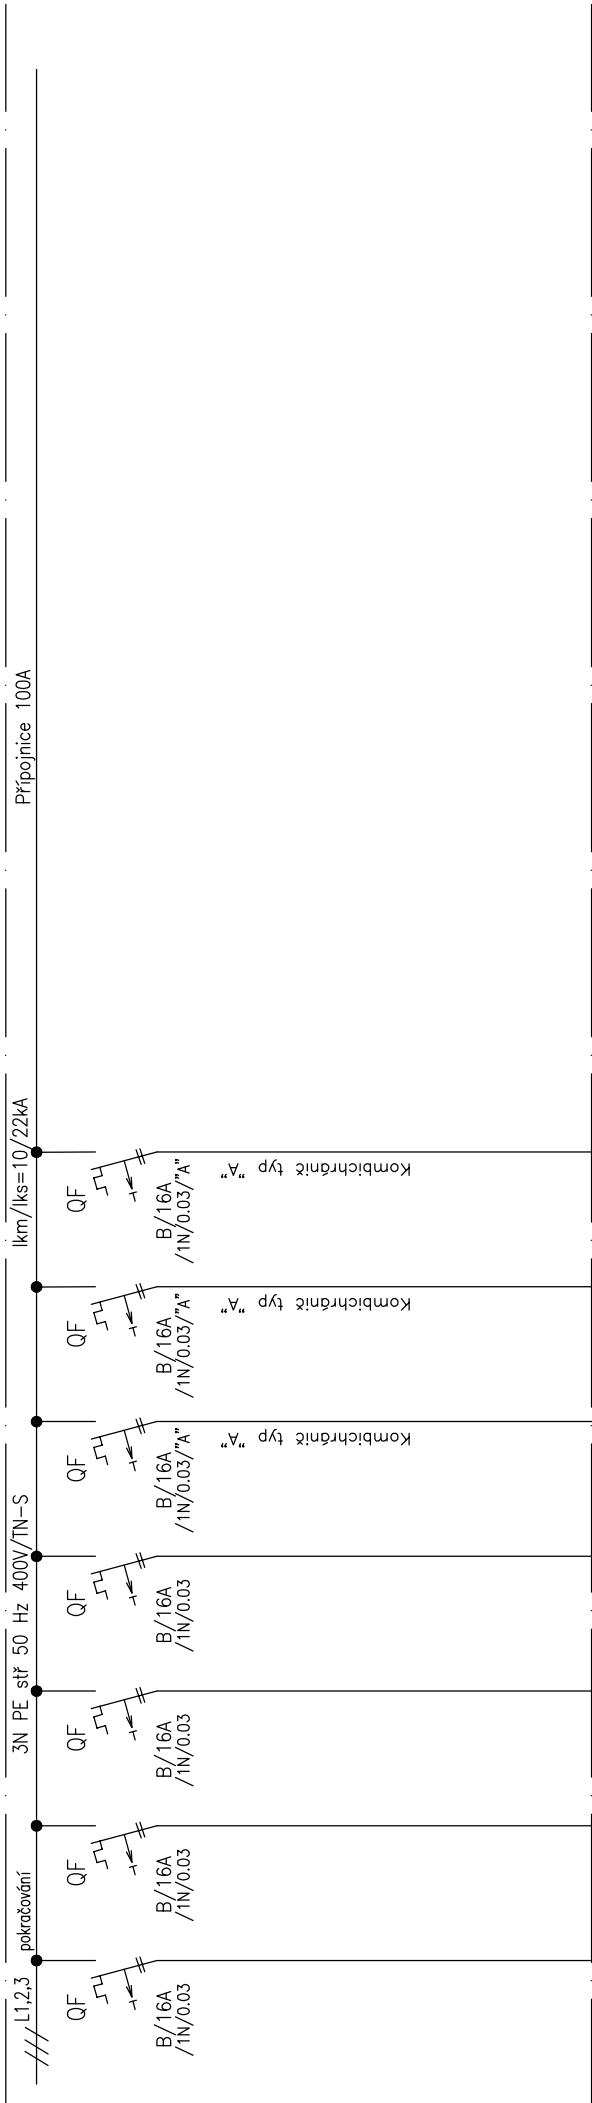 L1,2,3
pokračování
3N PE stř 50 Hz 400V/TN-S
Ikm/Iks=10/22kA
Přípojnice 100A
QF
B/16A
/1N/0.03
QF
B/16A
/1N/0.03
QF
B/16A
/1N/0.03
QF
B/16A
/1N/0.03
QF
B/16A
/1N/0.03/"A"
Kombichránič typ "A"
QF
B/16A
/1N/0.03/"A"
Kombichránič typ "A"
QF
B/16A
/1N/0.03/"A"
Kombichránič typ "A"